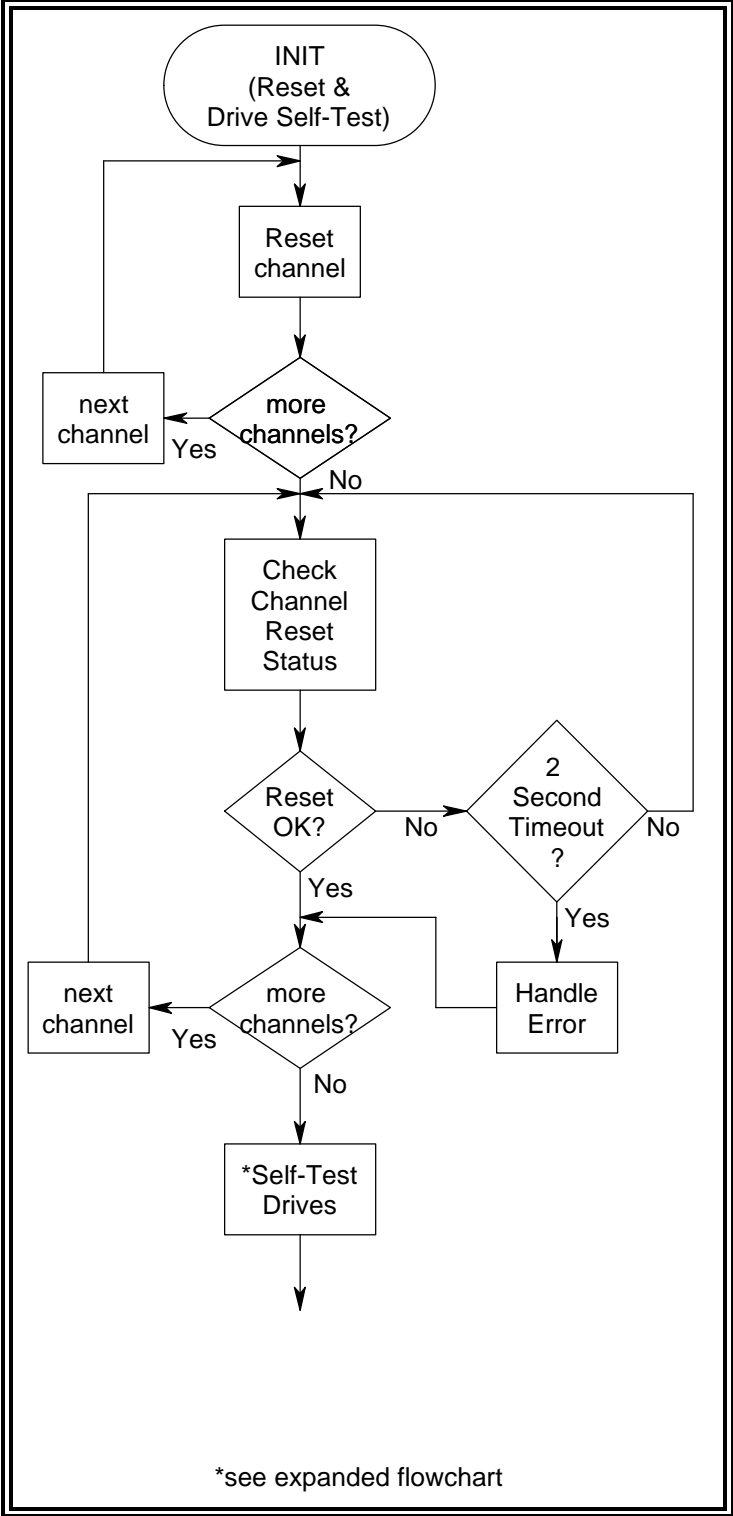 INIT
(Reset &
Drive Self-Test)
Reset
channel
next
channel
Yes
more
channels?
No
Check
Channel
Reset
Status
Reset
OK?
No
2
Second
Timeout
?
No
Yes
Yes
next
channel
Yes
more
channels?
Handle
Error
No
*Self-Test
Drives
*see expanded flowchart